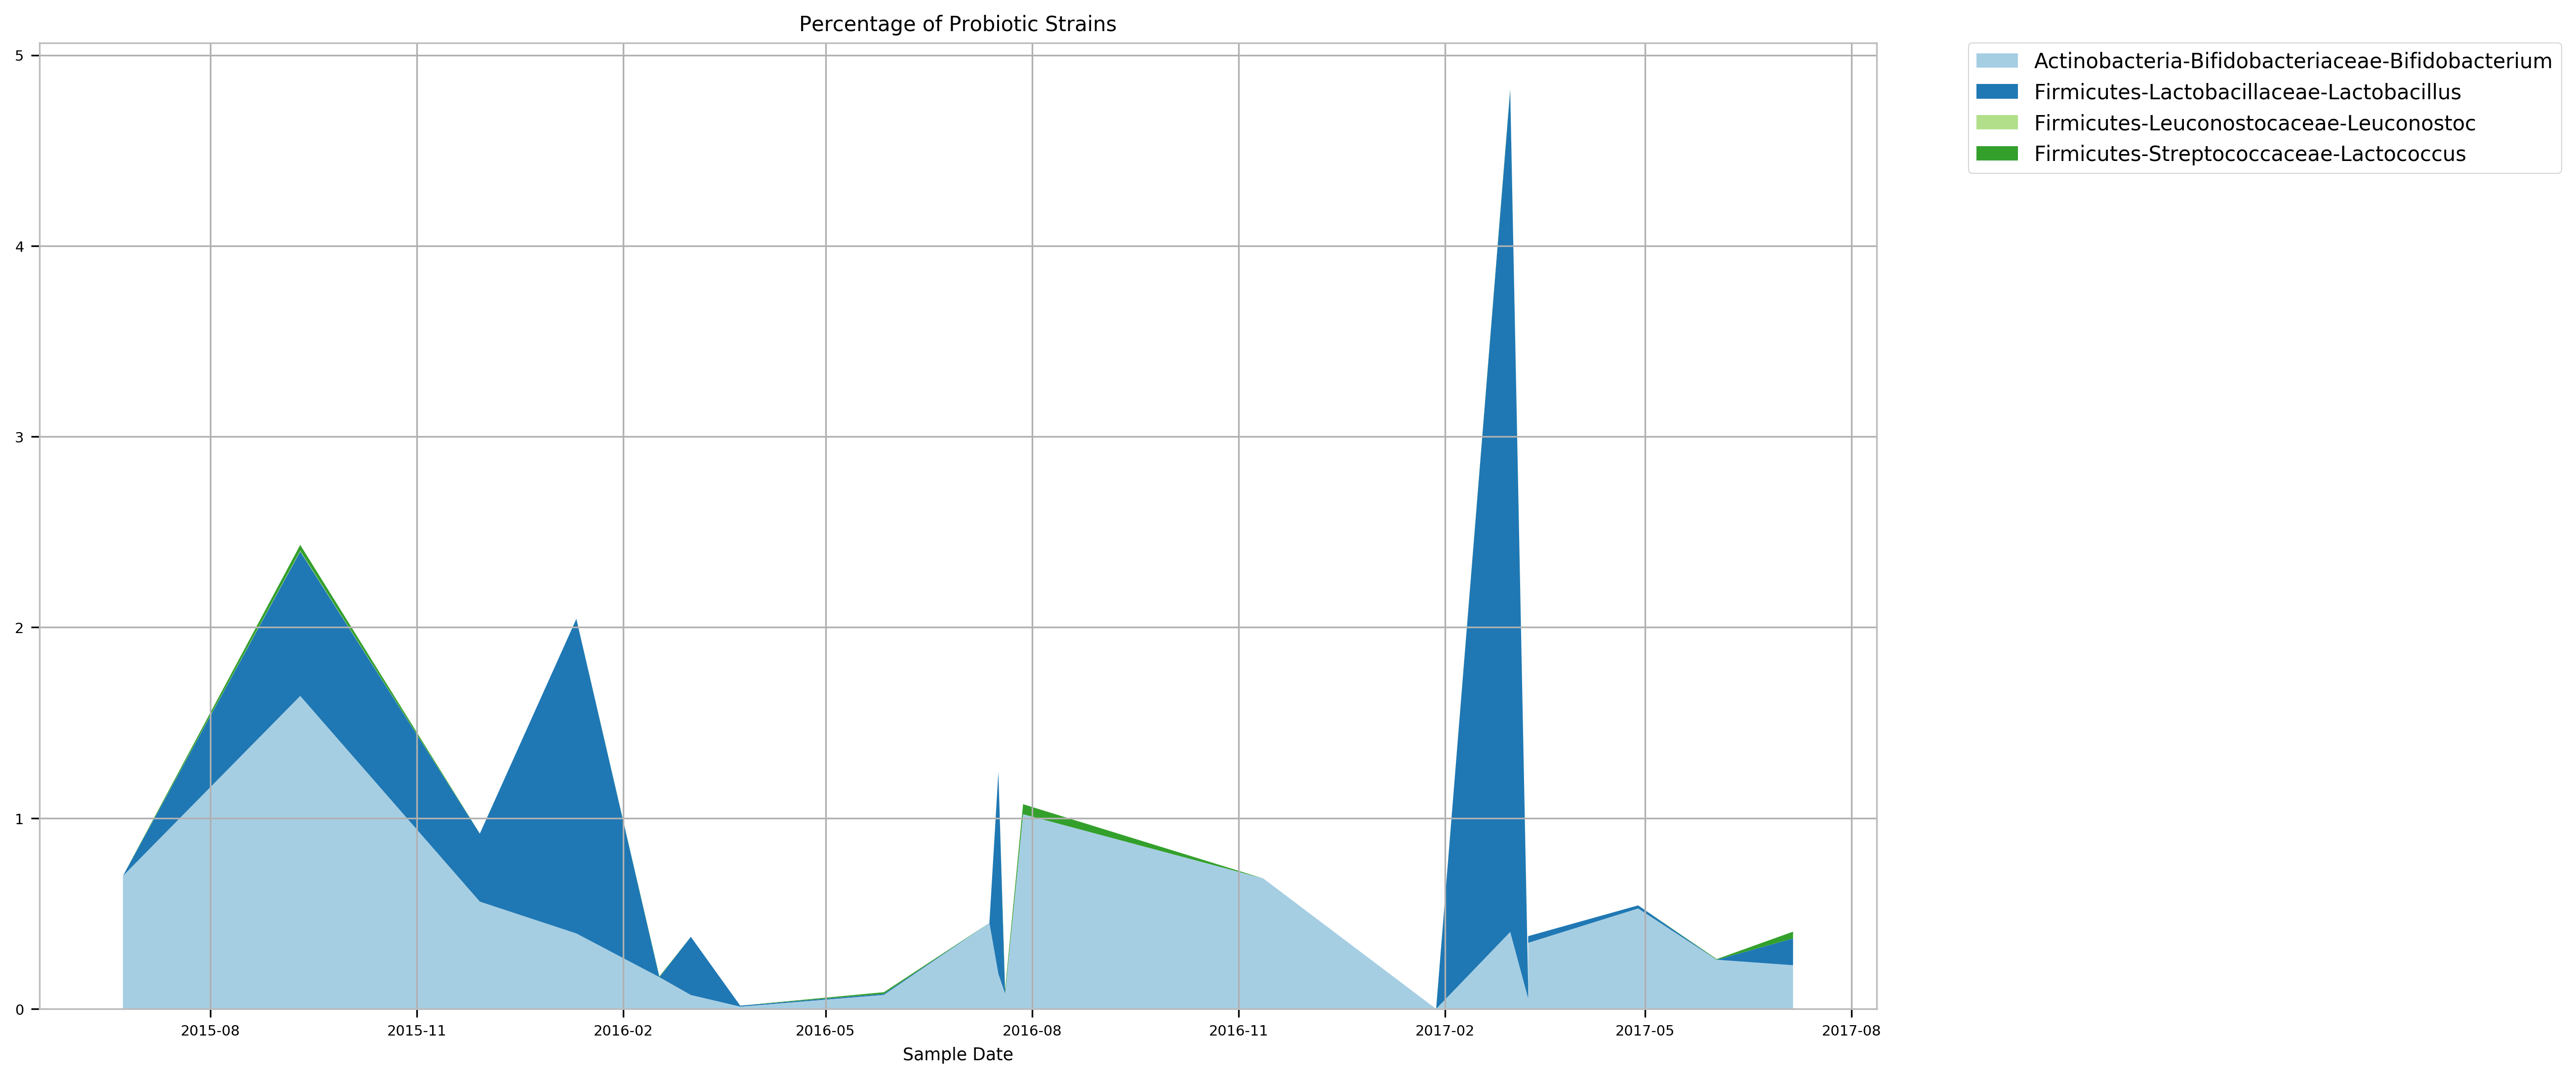 Percentage of Probiotic Strains
5
4
3
2
1
0
2015-08
2015-11
2016-02
2016-05
2016-08
2016-11
2017-02
2017-05
2017-08
Sample Date
Actinobacteria-Bifidobacteriaceae-Bifidobacterium
Firmicutes-Lactobacillaceae-Lactobacillus
Firmicutes-Leuconostocaceae-Leuconostoc
Firmicutes-Streptococcaceae-Lactococcus